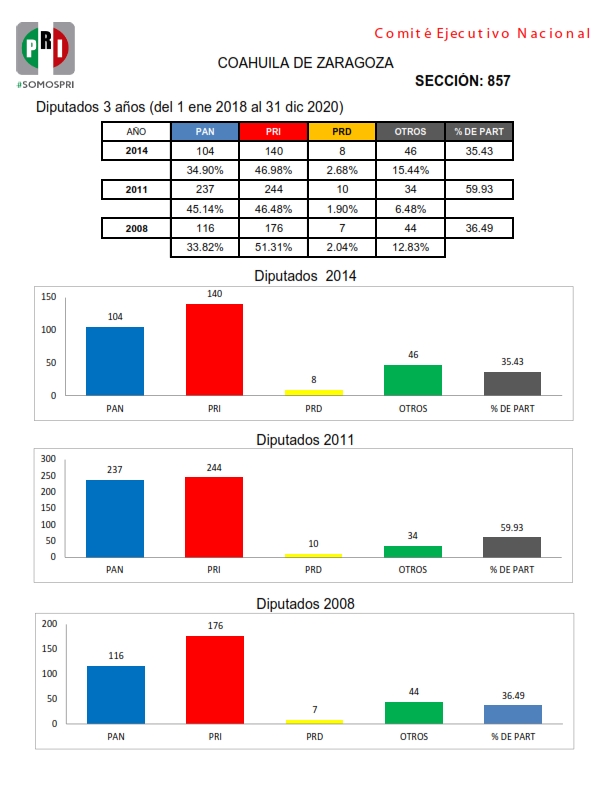 Comité Ejecutivo Nacional
PRI
#SOMOSPRI
COAHUILA DE ZARAGOZA
SECCIÓN: 857
Diputados 3 años (del 1 ene 2018 al 31 dic 2020)
AÑO PAN PRI PRD OTROS % DE PART
2014 104 140 8 46 35.43
34.90% 46.98% 2.68% 15.44%
2011 237 244 10 34 59.93
45.14% 46.48% 1.90% 6.48%
2008 116 176 7 44 36.49
33.82% 51.31% 2.04% 12.83%
Diputados 2014
150
100
50
0
104 140 8 46 35.43
PAN PRI PRD OTROS % DE PART
Diputados 2011
300
250
200
150
100
50
0
237 244 10 34 59.93
PAN PRI PRD OTROS % DE PART
Diputados 2008
200
150
100
50
0
116 176 7 44 36.49
PAN PRI PRD OTROS % DE PART